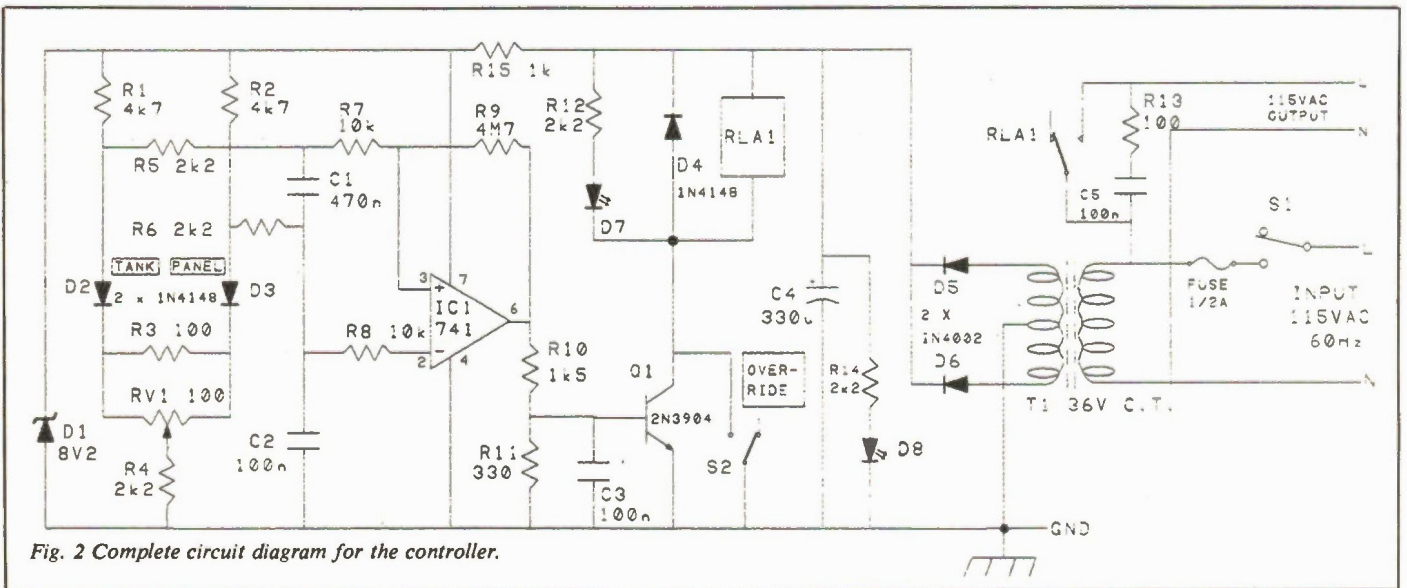 R1
4k7
R2
4k7
R15 1k
R5 2k2
R7
10k
R9
4M7
R12
2k2
C1
470n
R6 2k2
D7
D4
1N4148
RLA1
RLA1
R13
100
115VAC
OUTPUT
L
N
C5
100n
S1
TANK
PANEL
D2
2 x 1N4148
D3
R3 100
RV1 100
D1
8V2
R4
2k2
C2
100n
R8 10k
3
+
7
IC1
741
6
-
2
4
R10
1k5
R11
330
C3
100n
Q1
2N3904
OVER-
RIDE
S2
C4
330u
+
R14
2k2
D8
D5
2 X
1N4002
D6
T1 36V C.T.
FUSE
1/2A
L
INPUT
115VAC
60Hz
N
GND
Fig. 2 Complete circuit diagram for the controller.